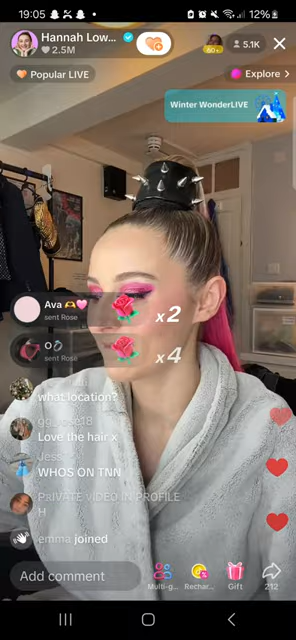 19:05
12%
Hannah Low...
2.5M
60+
5.1K
Popular LIVE
Explore >
Winter WonderLIVE
Ava
sent Rose
x2
O
sent Rose
x4
what location?
Love the hair x
Jess
WHOS ON TNN
PRIVATE VIDEO IN PROFILE
H
emma joined
Add comment
Multi-g...
Rechar...
Gift
212